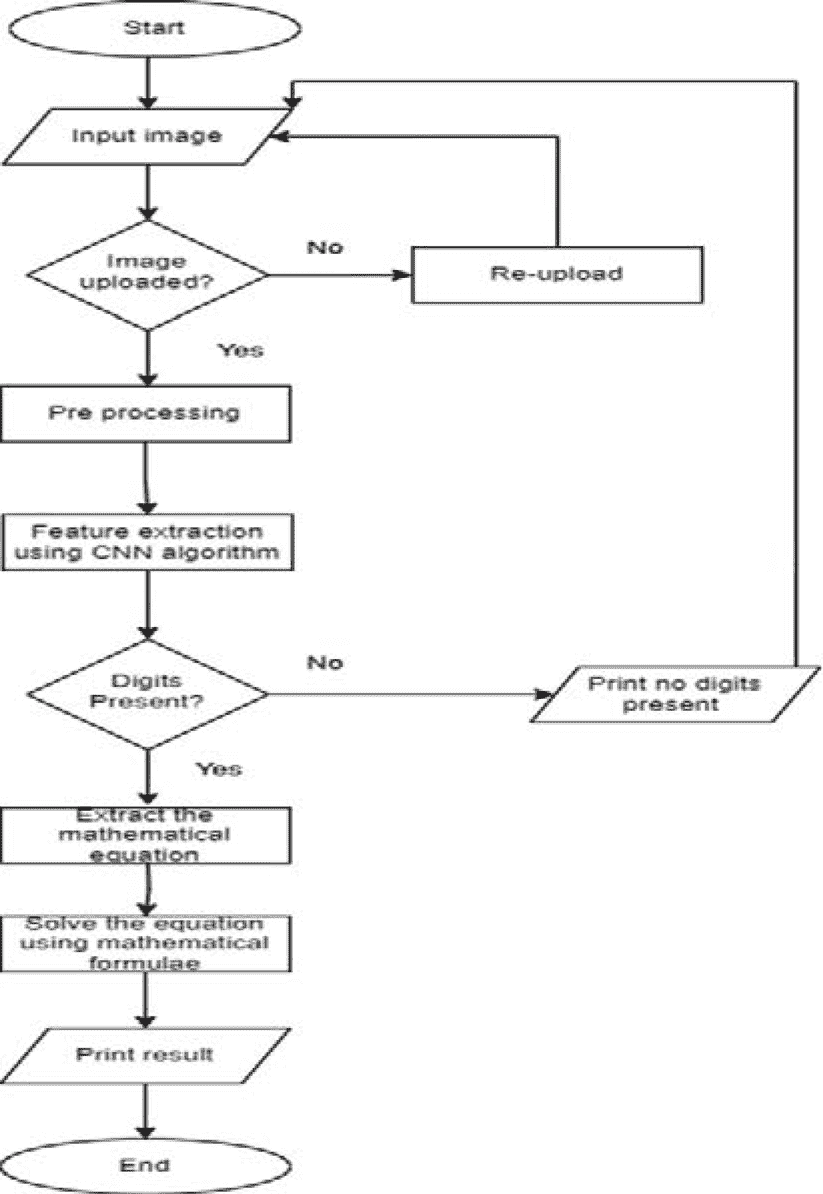 Start
Input image
Image
uploaded?
No
Re-upload
Yes
Pre processing
Feature extraction
using CNN algorithm
Digits
Present?
No
Print no digits
present
Yes
Extract the
mathematical
equation
Solve the equation
using mathematical
formulae
Print result
End